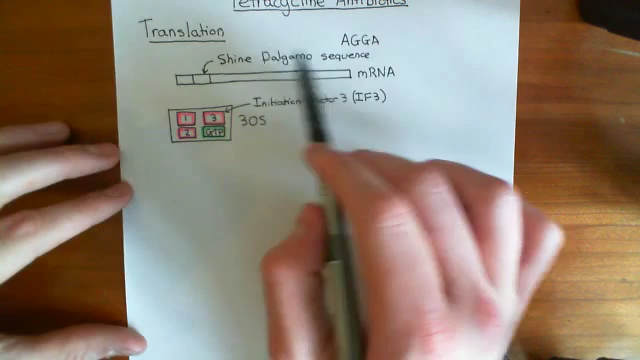 Tetracycline Antibiotics
Translation
AGGA
Shine Dalgarno sequence
mRNA
Initiation Factor 3 (IF3)
1 3
2 GTP
30S